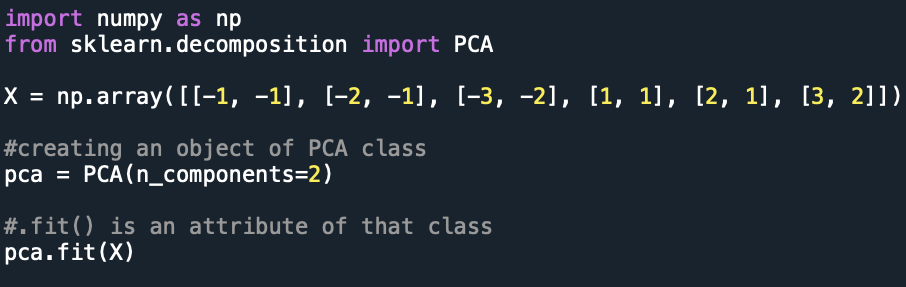 import numpy as np
from sklearn.decomposition import PCA
X = np.array([[-1, -1], [-2, -1], [-3, -2], [1, 1], [2, 1], [3, 2]])
#creating an object of PCA class
pca = PCA(n_components=2)
#.fit() is an attribute of that class
pca.fit(X)